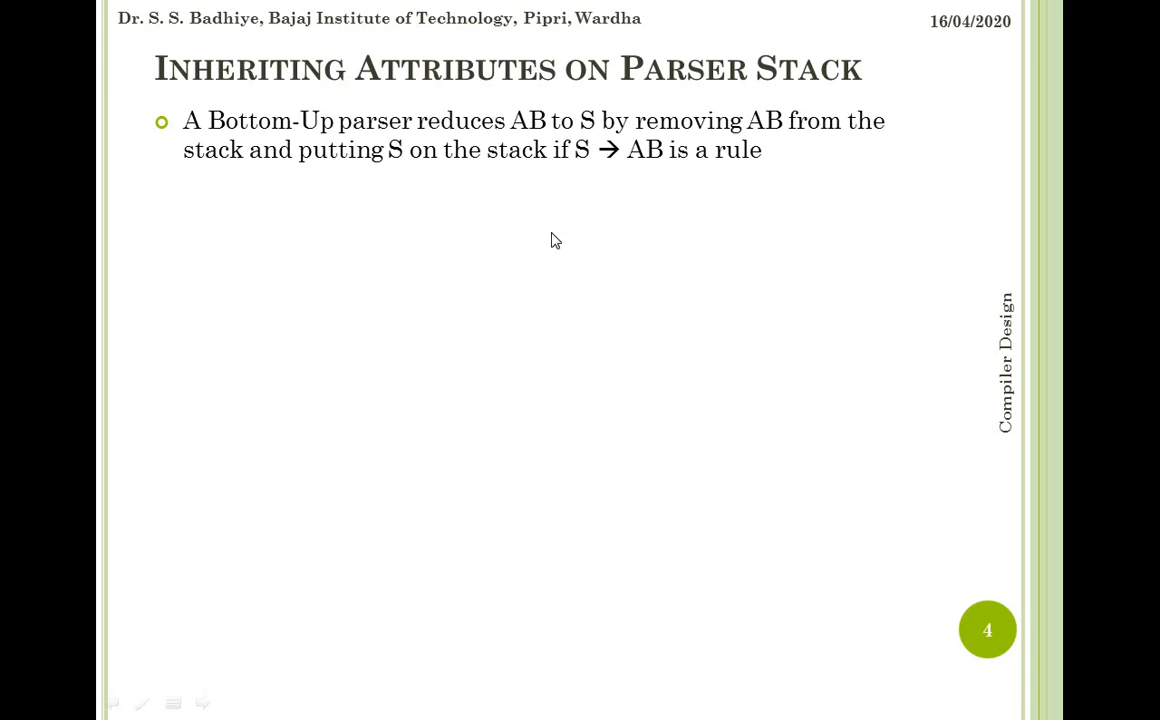 Dr. S. S. Badhiye, Bajaj Institute of Technology, Pipri, Wardha
16/04/2020
INHERITING ATTRIBUTES ON PARSER STACK
A Bottom-Up parser reduces AB to S by removing AB from the
stack and putting S on the stack if S → AB is a rule
Compiler Design
4